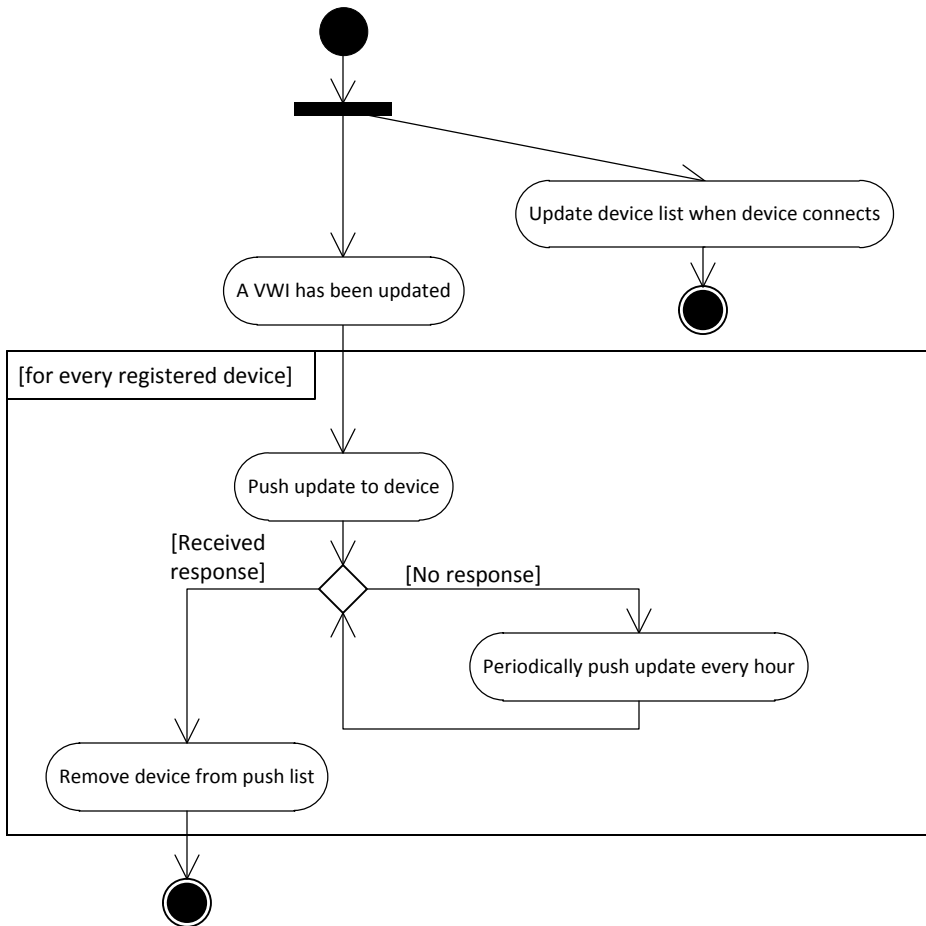 Update device list when device connects
A VWI has been updated
[for every registered device]
Push update to device
[Received
response]
[No response]
Periodically push update every hour
Remove device from push list